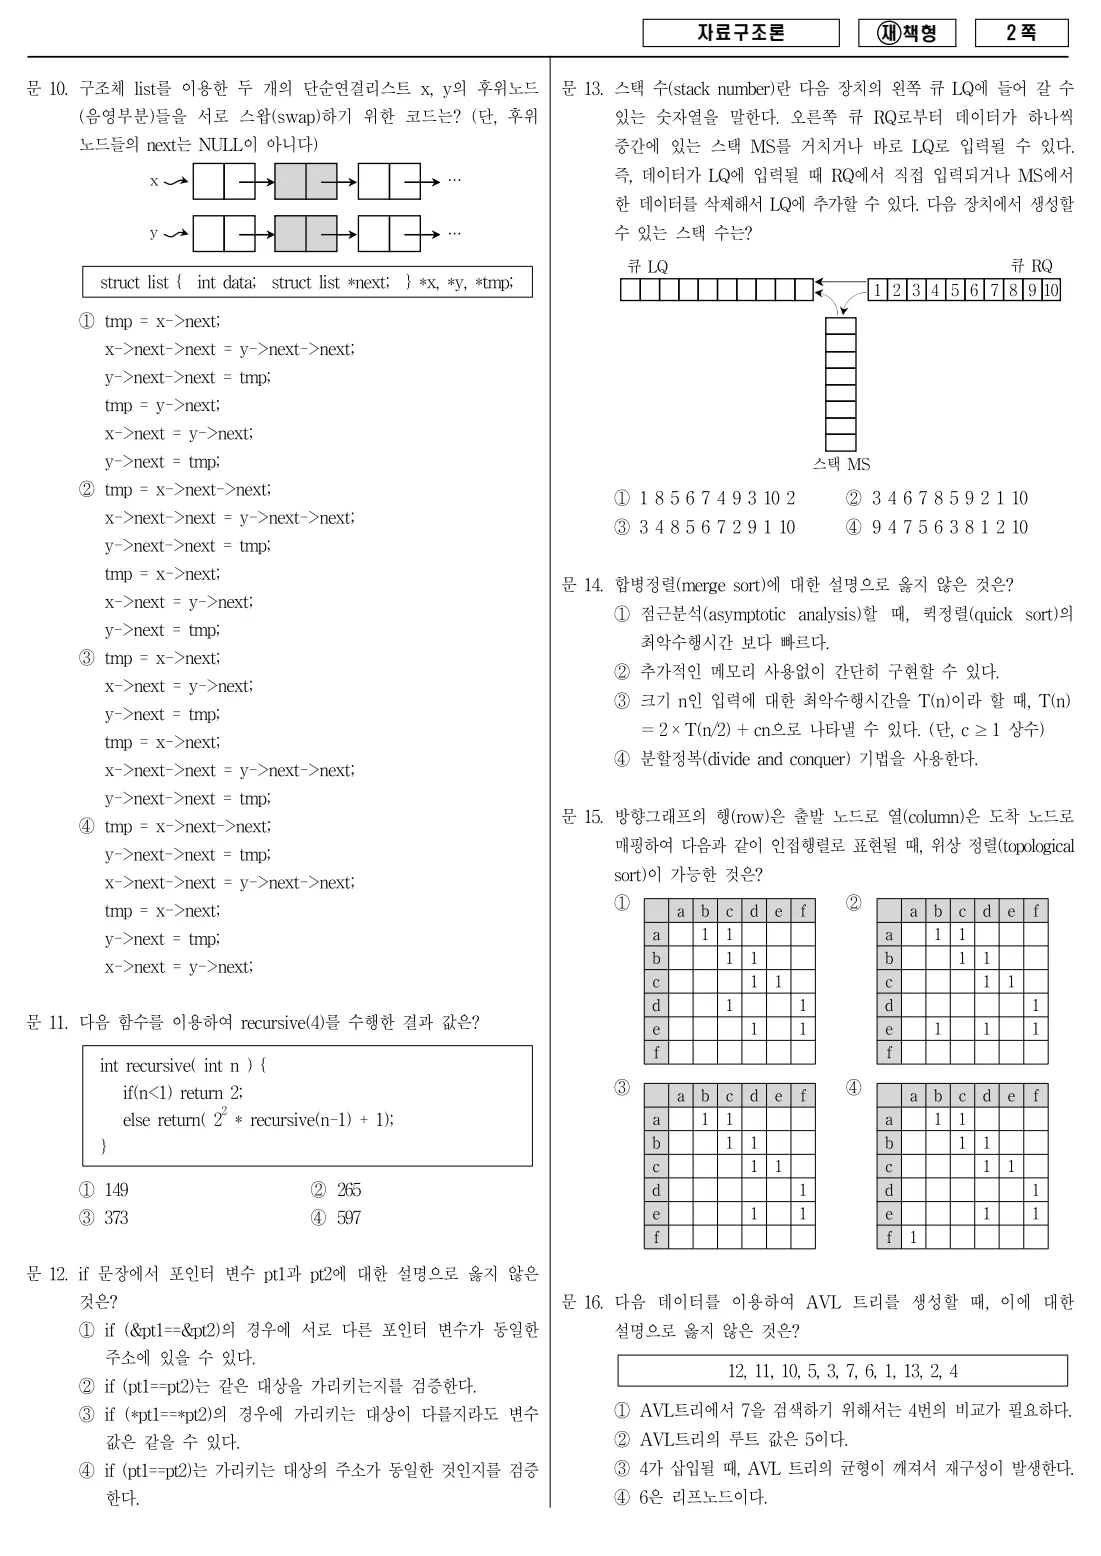 자료구조론
재책형
2쪽
문 10. 구조체 list를 이용한 두 개의 단순연결리스트 x, y의 후위노드
(음영부분)들을 서로 스왑(swap)하기 위한 코드는? (단, 후위
노드들의 next는 NULL이 아니다)
x
…
y
…
struct list { int data; struct list *next; } *x, *y, *tmp;
① tmp = x->next;
x->next->next = y->next->next;
y->next->next = tmp;
tmp = y->next;
x->next = y->next;
y->next = tmp;
② tmp = x->next->next;
x->next->next = y->next->next;
y->next->next = tmp;
tmp = x->next;
x->next = y->next;
y->next = tmp;
③ tmp = x->next;
x->next = y->next;
y->next = tmp;
tmp = x->next;
x->next->next = y->next->next;
y->next->next = tmp;
④ tmp = x->next->next;
y->next->next = tmp;
x->next->next = y->next->next;
tmp = x->next;
y->next = tmp;
x->next = y->next;
문 11. 다음 함수를 이용하여 recursive(4)를 수행한 결과 값은?
int recursive( int n ) {
if(n<1) return 2;
else return( 2² * recursive(n-1) + 1);
}
① 149 ② 265
③ 373 ④ 597
문 12. if 문장에서 포인터 변수 pt1과 pt2에 대한 설명으로 옳지 않은
것은?
① if (&pt1==&pt2)의 경우에 서로 다른 포인터 변수가 동일한
주소에 있을 수 있다.
② if (pt1==pt2)는 같은 대상을 가리키는지를 검증한다.
③ if (*pt1==*pt2)의 경우에 가리키는 대상이 다를지라도 변수
값은 같을 수 있다.
④ if (pt1==pt2)는 가리키는 대상의 주소가 동일한 것인지를 검증
한다.
문 13. 스택 수(stack number)란 다음 장치의 왼쪽 큐 LQ에 들어 갈 수
있는 숫자열을 말한다. 오른쪽 큐 RQ로부터 데이터가 하나씩
중간에 있는 스택 MS를 거치거나 바로 LQ로 입력될 수 있다.
즉, 데이터가 LQ에 입력될 때 RQ에서 직접 입력되거나 MS에서
한 데이터를 삭제해서 LQ에 추가할 수 있다. 다음 장치에서 생성할
수 있는 스택 수는?
큐 LQ 큐 RQ
1 2 3 4 5 6 7 8 9 10
스택 MS
① 1 8 5 6 7 4 9 3 10 2 ② 3 4 6 7 8 5 9 2 1 10
③ 3 4 8 5 6 7 2 9 1 10 ④ 9 4 7 5 6 3 8 1 2 10
문 14. 합병정렬(merge sort)에 대한 설명으로 옳지 않은 것은?
① 점근분석(asymptotic analysis)할 때, 퀵정렬(quick sort)의
최악수행시간 보다 빠르다.
② 추가적인 메모리 사용없이 간단히 구현할 수 있다.
③ 크기 n인 입력에 대한 최악수행시간을 T(n)이라 할 때, T(n)
= 2 × T(n/2) + cn으로 나타낼 수 있다. (단, c ≥ 1 상수)
④ 분할정복(divide and conquer) 기법을 사용한다.
문 15. 방향그래프의 행(row)은 출발 노드로 열(column)은 도착 노드로
매핑하여 다음과 같이 인접행렬로 표현될 때, 위상 정렬(topological
sort)이 가능한 것은?
① ②
a b c d e f a b c d e f
a 1 1 a 1 1
b 1 1 b 1 1
c 1 1 c 1 1
d 1 1 d 1
e 1 1 e 1 1 1
f f
③ ④
a b c d e f a b c d e f
a 1 1 a 1 1
b 1 1 b 1 1
c 1 1 c 1 1
d 1 d 1
e 1 1 e 1 1
f f 1
문 16. 다음 데이터를 이용하여 AVL 트리를 생성할 때, 이에 대한
설명으로 옳지 않은 것은?
12, 11, 10, 5, 3, 7, 6, 1, 13, 2, 4
① AVL트리에서 7을 검색하기 위해서는 4번의 비교가 필요하다.
② AVL트리의 루트 값은 5이다.
③ 4가 삽입될 때, AVL 트리의 균형이 깨져서 재구성이 발생한다.
④ 6은 리프노드이다.